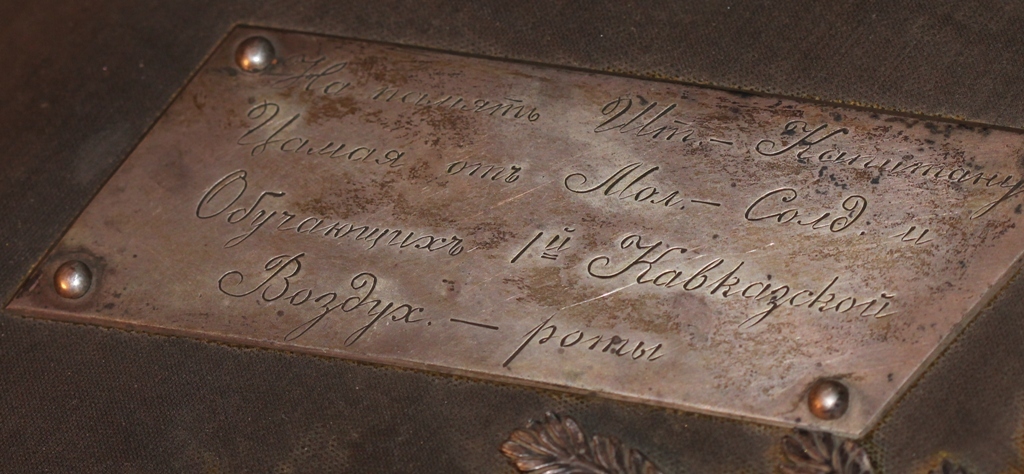 На память Шт.- Капитану
Цамая отъ Мол.- Солд. и
Обучающихъ 1й Кавказской
Воздух. - роты